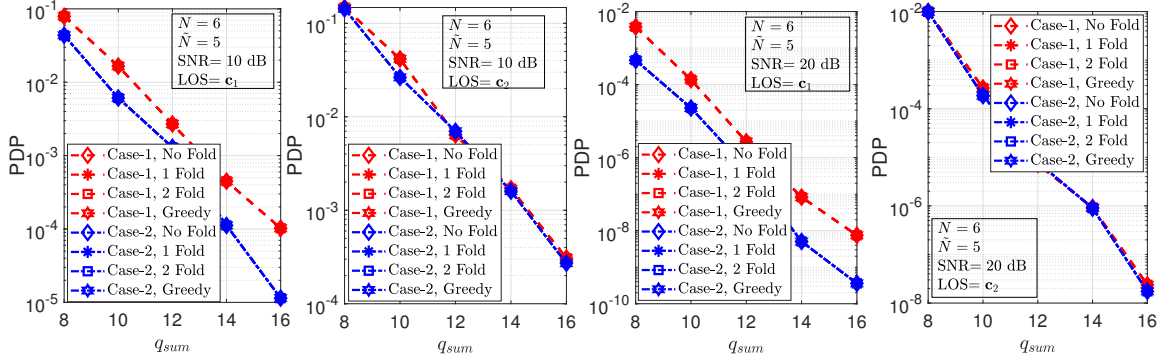 10^-1
10^-2
10^-3
10^-4
10^-5
PDP
N = 6
Ñ = 5
SNR= 10 dB
LOS= c₁
Case-1, No Fold
Case-1, 1 Fold
Case-1, 2 Fold
Case-1, Greedy
Case-2, No Fold
Case-2, 1 Fold
Case-2, 2 Fold
Case-2, Greedy
8 10 12 14 16
q_sum
10^-1
10^-2
10^-3
10^-4
PDP
N = 6
Ñ = 5
SNR= 10 dB
LOS= c₂
Case-1, No Fold
Case-1, 1 Fold
Case-1, 2 Fold
Case-1, Greedy
Case-2, No Fold
Case-2, 1 Fold
Case-2, 2 Fold
Case-2, Greedy
8 10 12 14 16
q_sum
10^-2
10^-4
10^-6
10^-8
10^-10
PDP
N = 6
Ñ = 5
SNR= 20 dB
LOS= c₁
Case-1, No Fold
Case-1, 1 Fold
Case-1, 2 Fold
Case-1, Greedy
Case-2, No Fold
Case-2, 1 Fold
Case-2, 2 Fold
Case-2, Greedy
8 10 12 14 16
q_sum
10^-2
10^-4
10^-6
10^-8
PDP
Case-1, No Fold
Case-1, 1 Fold
Case-1, 2 Fold
Case-1, Greedy
Case-2, No Fold
Case-2, 1 Fold
Case-2, 2 Fold
Case-2, Greedy
N = 6
Ñ = 5
SNR= 20 dB
LOS= c₂
8 10 12 14 16
q_sum